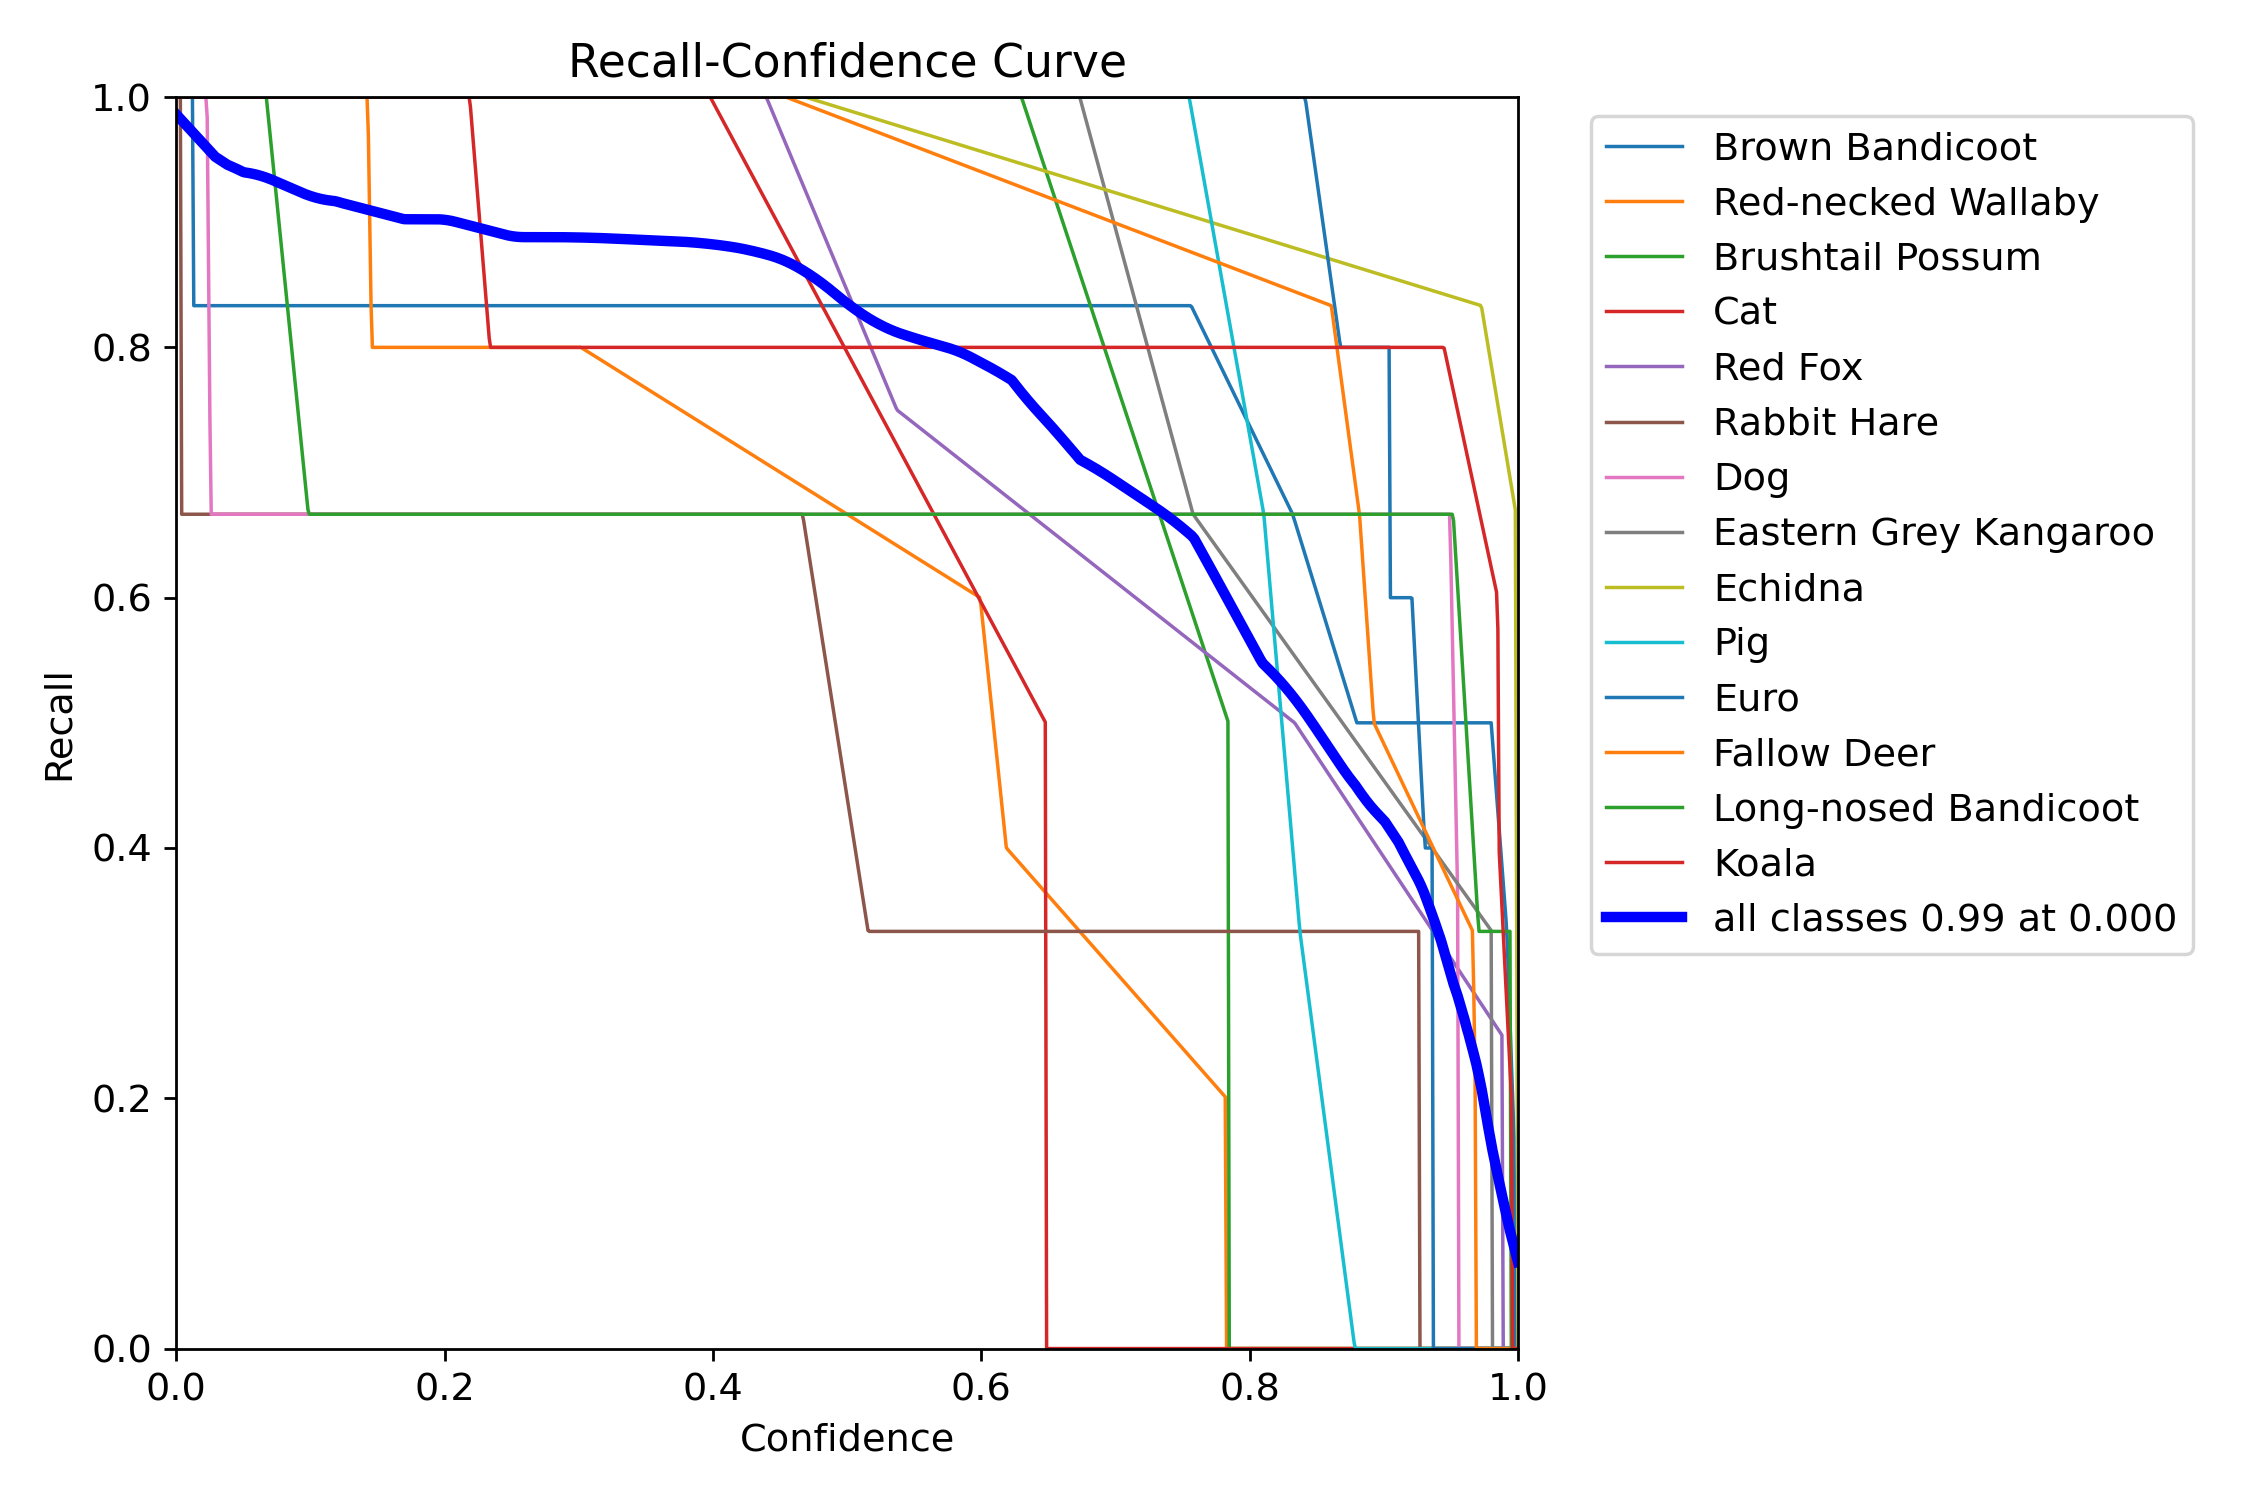 Recall-Confidence Curve
1.0
0.8
0.6
0.4
0.2
0.0
Recall
0.0 0.2 0.4 0.6 0.8 1.0
Confidence
Brown Bandicoot
Red-necked Wallaby
Brushtail Possum
Cat
Red Fox
Rabbit Hare
Dog
Eastern Grey Kangaroo
Echidna
Pig
Euro
Fallow Deer
Long-nosed Bandicoot
Koala
all classes 0.99 at 0.000